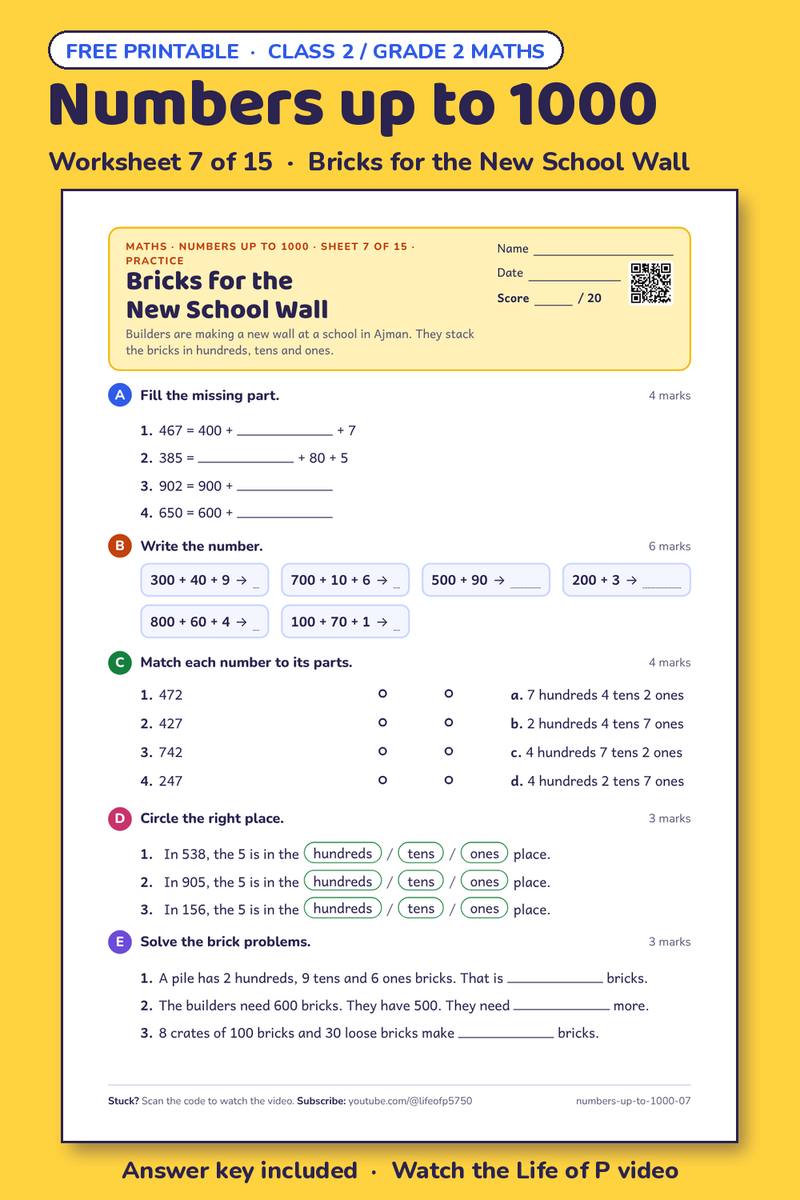 FREE PRINTABLE · CLASS 2 / GRADE 2 MATHS
Numbers up to 1000
Worksheet 7 of 15 · Bricks for the New School Wall
MATHS · NUMBERS UP TO 1000 · SHEET 7 OF 15 ·
PRACTICE
Bricks for the
New School Wall
Builders are making a new wall at a school in Ajman. They stack
the bricks in hundreds, tens and ones.
Name ____________
Date ____________
Score _____ / 20
A Fill the missing part. 4 marks
1. 467 = 400 + ____________ + 7
2. 385 = ____________ + 80 + 5
3. 902 = 900 + ____________
4. 650 = 600 + ____________
B Write the number. 6 marks
300 + 40 + 9 → _ 700 + 10 + 6 → _ 500 + 90 → ____ 200 + 3 → _____
800 + 60 + 4 → _ 100 + 70 + 1 → _
C Match each number to its parts. 4 marks
1. 472 a. 7 hundreds 4 tens 2 ones
2. 427 b. 2 hundreds 4 tens 7 ones
3. 742 c. 4 hundreds 7 tens 2 ones
4. 247 d. 4 hundreds 2 tens 7 ones
D Circle the right place. 3 marks
1. In 538, the 5 is in the hundreds / tens / ones place.
2. In 905, the 5 is in the hundreds / tens / ones place.
3. In 156, the 5 is in the hundreds / tens / ones place.
E Solve the brick problems. 3 marks
1. A pile has 2 hundreds, 9 tens and 6 ones bricks. That is ____________ bricks.
2. The builders need 600 bricks. They have 500. They need ____________ more.
3. 8 crates of 100 bricks and 30 loose bricks make ____________ bricks.
Stuck? Scan the code to watch the video. Subscribe: youtube.com/@lifeofp5750 numbers-up-to-1000-07
Answer key included · Watch the Life of P video